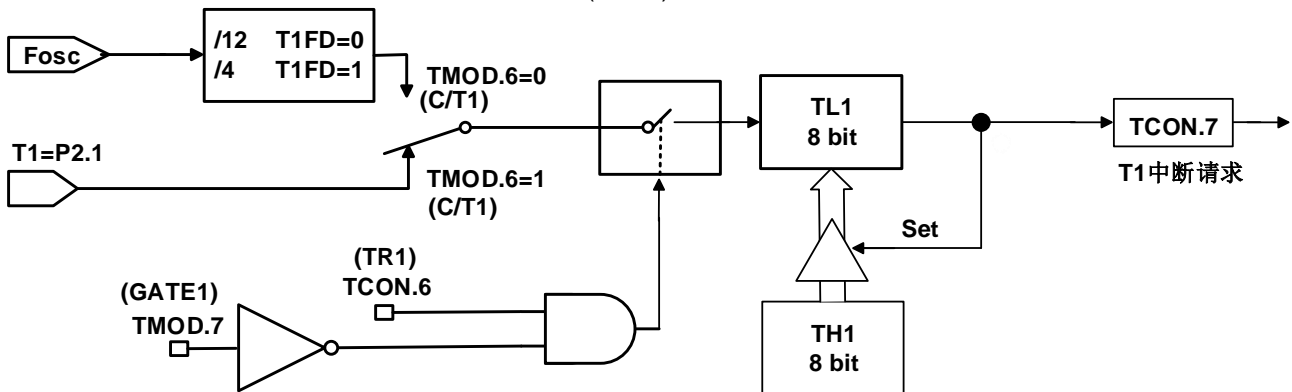 /12 T1FD=0
/4 T1FD=1
Fosc
TMOD.6=0
(C/T1)
T1=P2.1
TMOD.6=1
(C/T1)
TL1
8 bit
TCON.7
T1中断请求
Set
(TR1)
TCON.6
(GATE1)
TMOD.7
TH1
8 bit